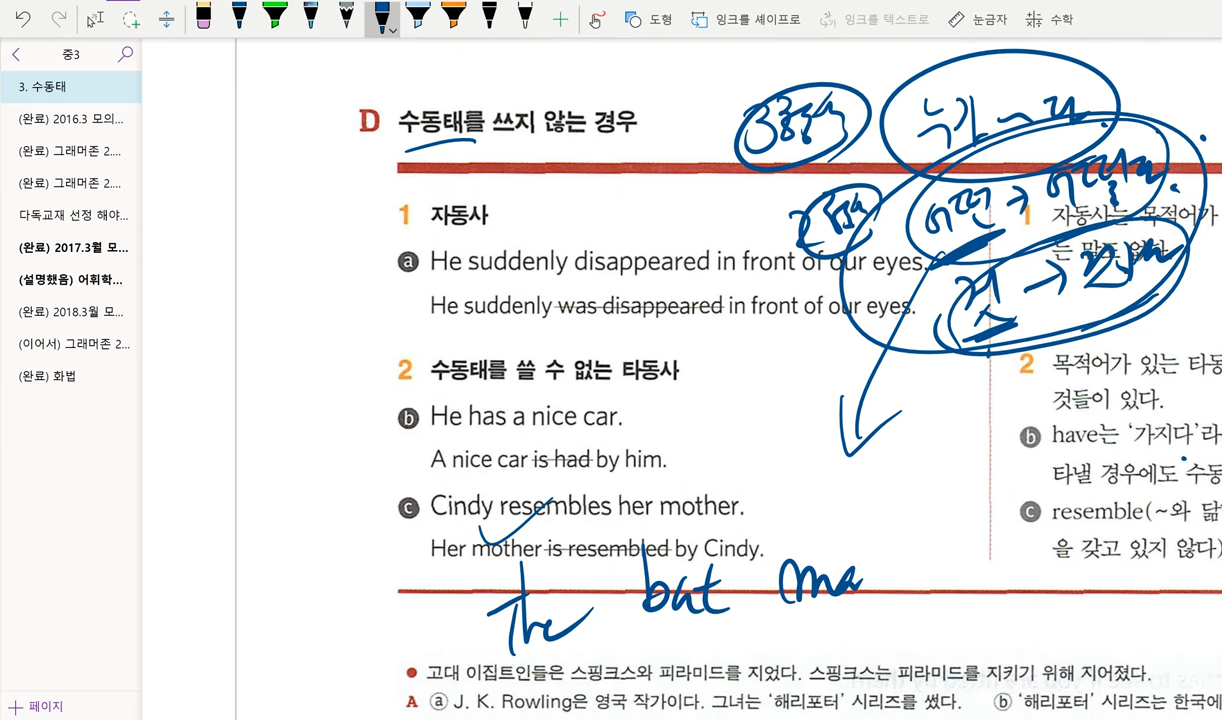 도형 잉크를 셰이프로 잉크를 텍스트로 눈금자 수학
중3
3. 수동태
(완료) 2016.3 모의...
(완료) 그래머존 2....
(완료) 그래머존 2....
다독교재 선정 해야...
(완료) 2017.3월 모...
(설명했음) 어휘학...
(완료) 2018.3월 모...
(이어서) 그래머존 2...
(완료) 화법
페이지
D 수동태를 쓰지 않는 경우
누가 ~ 다
어떤 →
것 →
1 자동사
a He suddenly disappeared in front of our eyes.
He suddenly was disappeared in front of our eyes.
2 수동태를 쓸 수 없는 타동사
b He has a nice car.
A nice car is had by him.
c Cindy resembles her mother.
Her mother is resembled by Cindy.
The but ma
1 자동사는 목적어가
는 말도 없다.
2 목적어가 있는 타동
것들이 있다.
b have는 ‘가지다’라
타낼 경우에도 수동
c resemble(~와 닮
을 갖고 있지 않다)
● 고대 이집트인들은 스핑크스와 피라미드를 지었다. 스핑크스는 피라미드를 지키기 위해 지어졌다.
A ⓐ J. K. Rowling은 영국 작가이다. 그녀는 ‘해리포터’ 시리즈를 썼다. ⓑ ‘해리포터’ 시리즈는 한국에